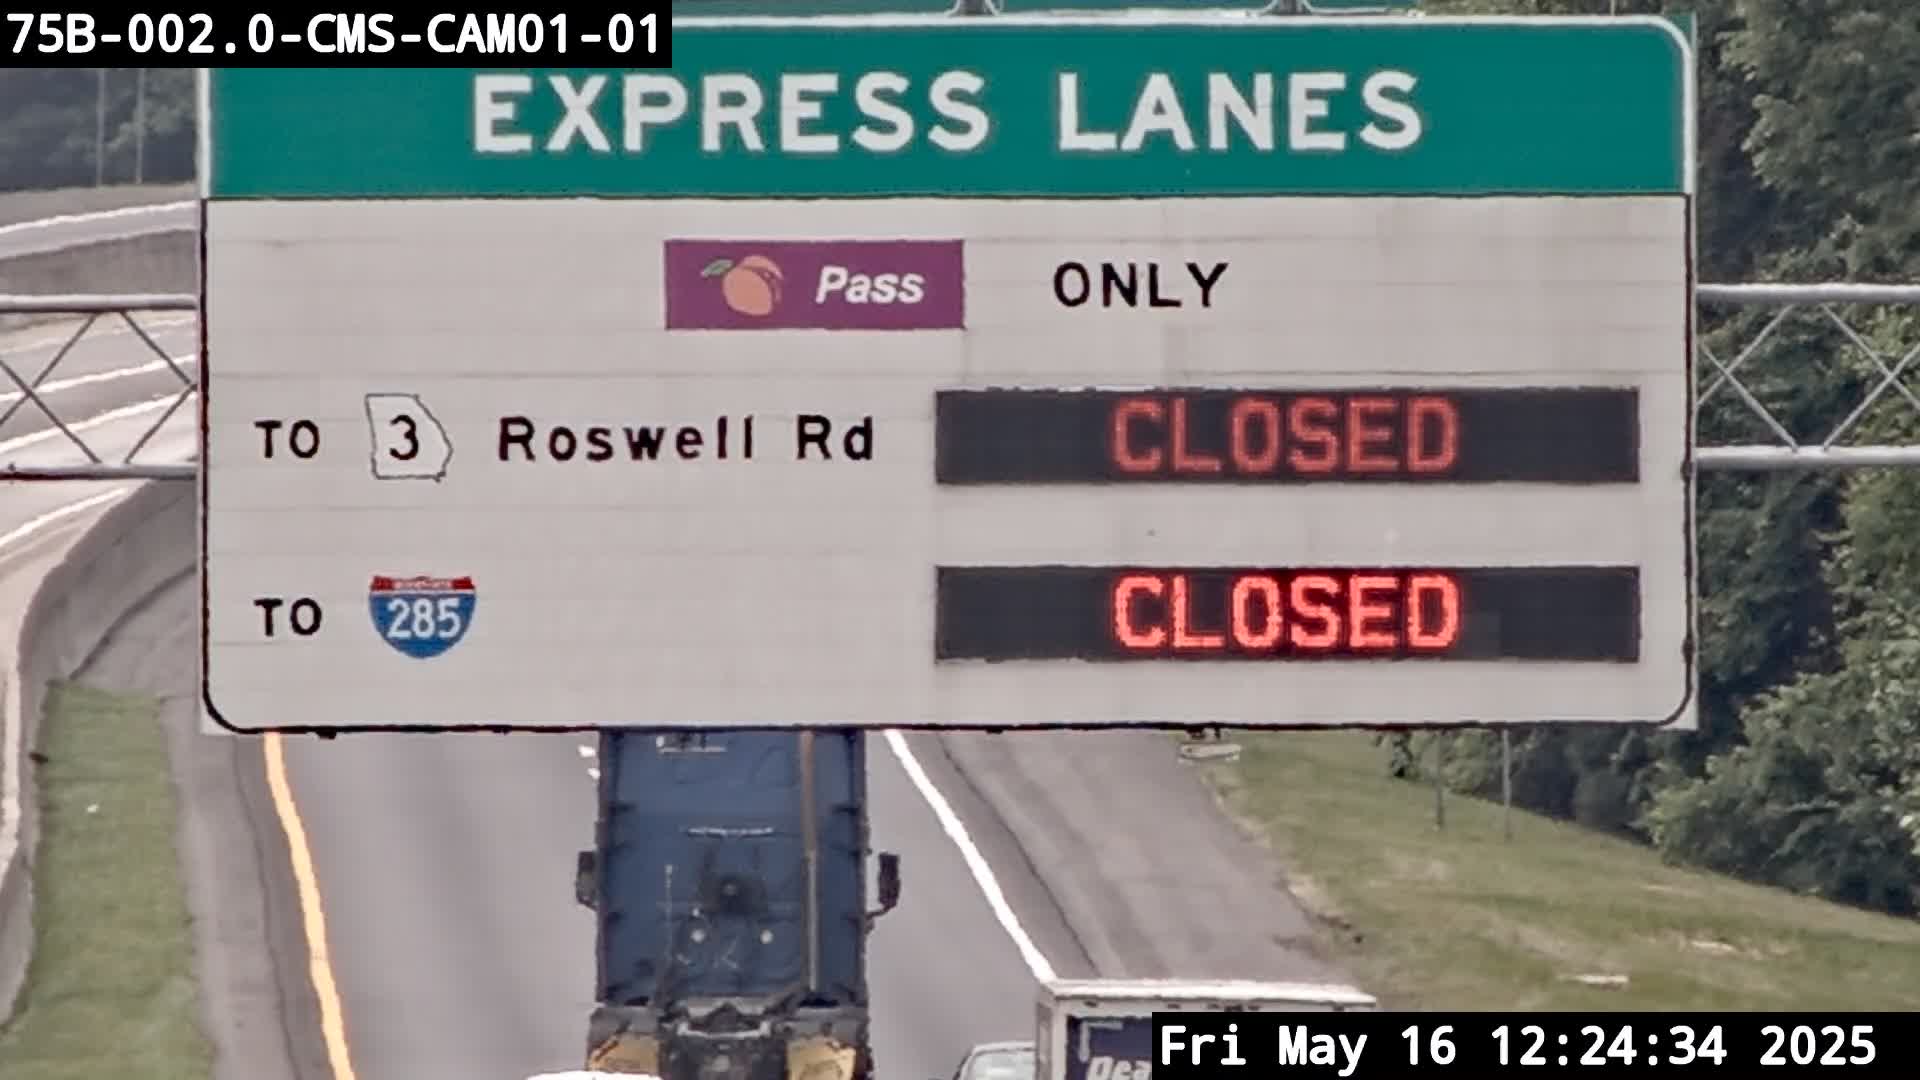 75B-002.0-CMS-CAM01-01
EXPRESS LANES
Pass ONLY
TO 3 Roswell Rd CLOSED
TO 285 CLOSED
Fri May 16 12:24:34 2025